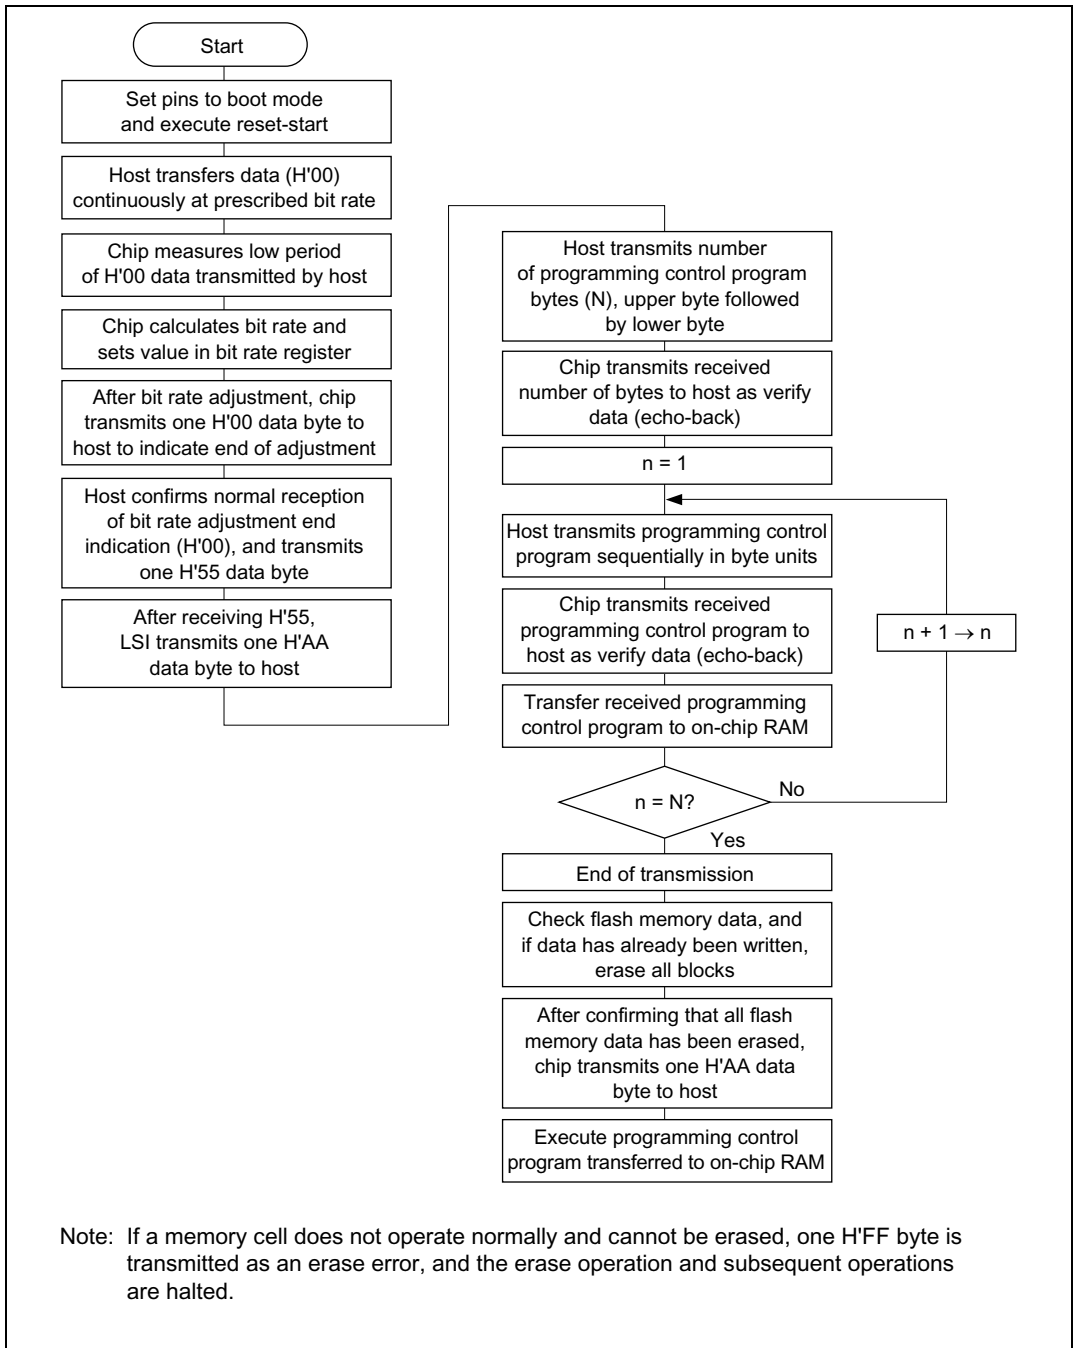 Start
Set pins to boot mode
and execute reset-start
Host transfers data (H'00)
continuously at prescribed bit rate
Chip measures low period
of H'00 data transmitted by host
Chip calculates bit rate and
sets value in bit rate register
After bit rate adjustment, chip
transmits one H'00 data byte to
host to indicate end of adjustment
Host confirms normal reception
of bit rate adjustment end
indication (H'00), and transmits
one H'55 data byte
After receiving H'55,
LSI transmits one H'AA
data byte to host
Host transmits number
of programming control program
bytes (N), upper byte followed
by lower byte
Chip transmits received
number of bytes to host as verify
data (echo-back)
n = 1
Host transmits programming control
program sequentially in byte units
Chip transmits received
programming control program to
host as verify data (echo-back)
n + 1 → n
Transfer received programming
control program to on-chip RAM
n = N?
No
Yes
End of transmission
Check flash memory data, and
if data has already been written,
erase all blocks
After confirming that all flash
memory data has been erased,
chip transmits one H'AA data
byte to host
Execute programming control
program transferred to on-chip RAM
Note: If a memory cell does not operate normally and cannot be erased, one H'FF byte is
transmitted as an erase error, and the erase operation and subsequent operations
are halted.